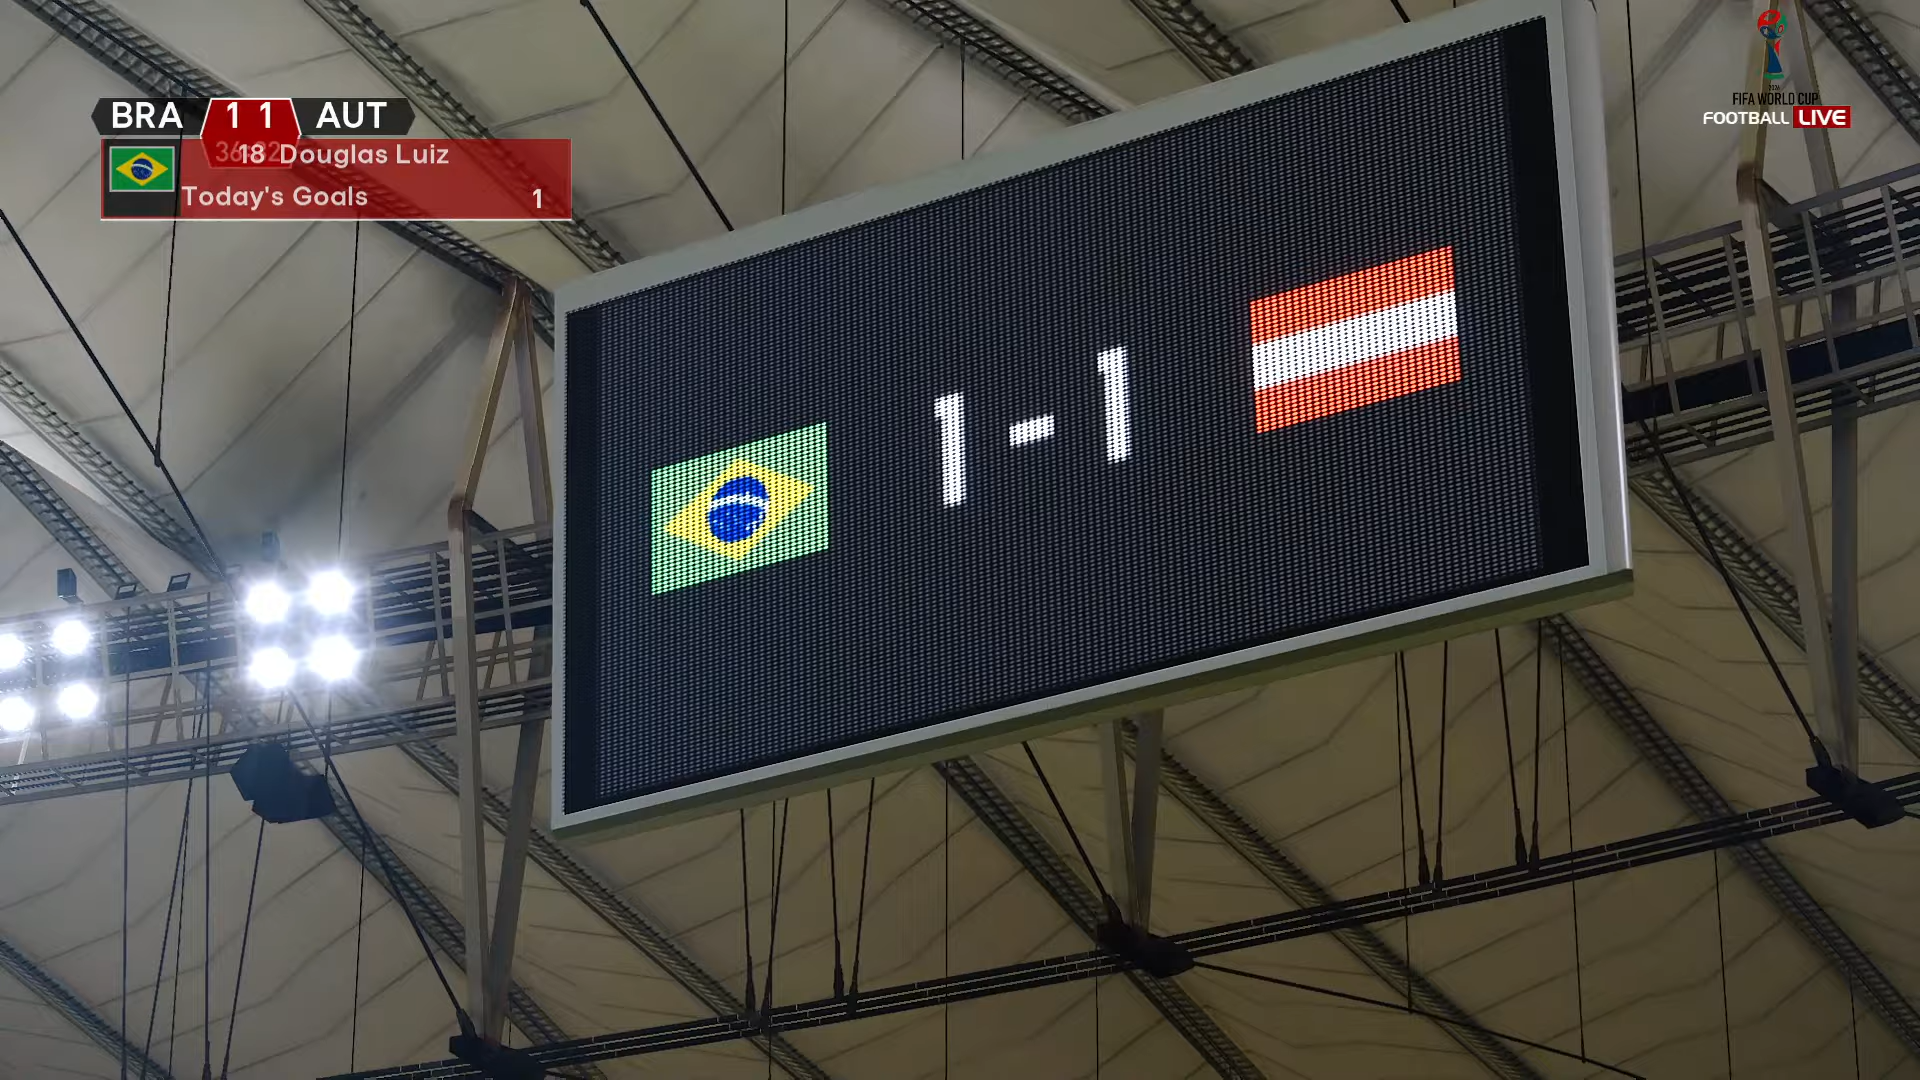 BRA 1 1 AUT
18 Douglas Luiz
Today's Goals 1
1 - 1
FIFA WORLD CUP
FOOTBALL LIVE